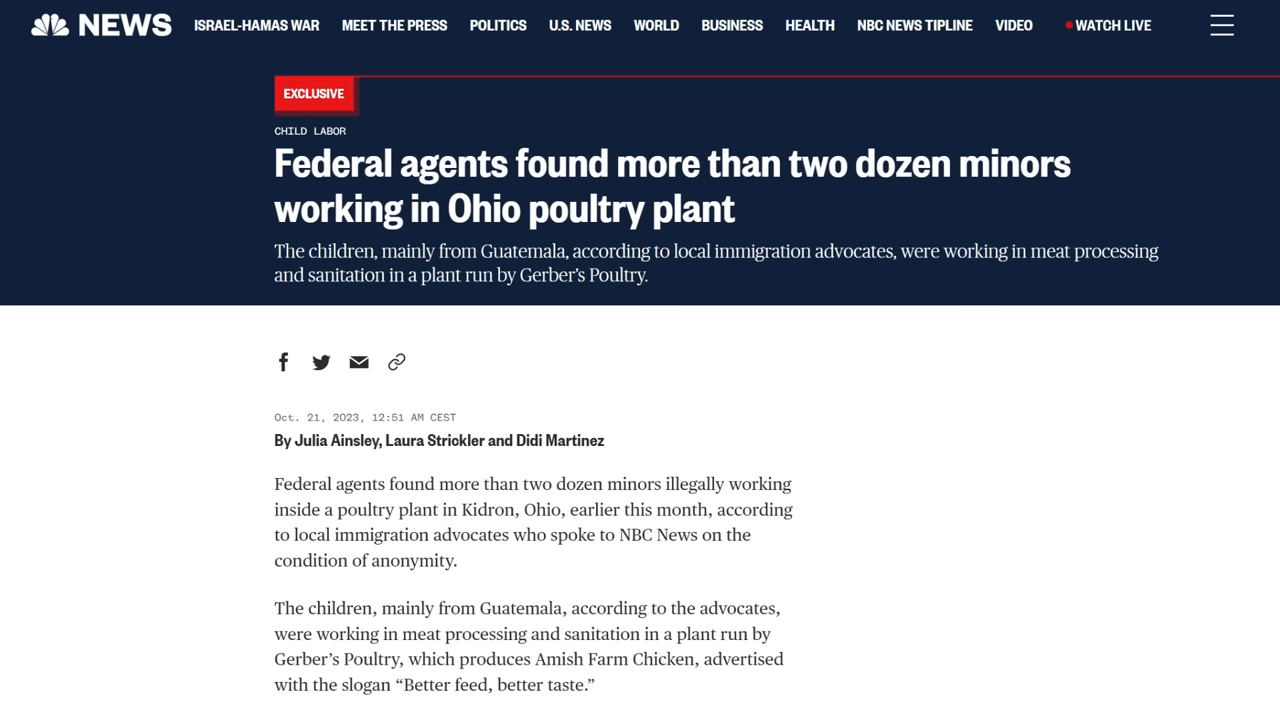 NEWS ISRAEL-HAMAS WAR MEET THE PRESS POLITICS U.S. NEWS WORLD BUSINESS HEALTH NBC NEWS TIPLINE VIDEO WATCH LIVE
EXCLUSIVE
CHILD LABOR
Federal agents found more than two dozen minors
working in Ohio poultry plant
The children, mainly from Guatemala, according to local immigration advocates, were working in meat processing
and sanitation in a plant run by Gerber’s Poultry.
Oct. 21, 2023, 12:51 AM CEST
By Julia Ainsley, Laura Strickler and Didi Martinez
Federal agents found more than two dozen minors illegally working
inside a poultry plant in Kidron, Ohio, earlier this month, according
to local immigration advocates who spoke to NBC News on the
condition of anonymity.
The children, mainly from Guatemala, according to the advocates,
were working in meat processing and sanitation in a plant run by
Gerber’s Poultry, which produces Amish Farm Chicken, advertised
with the slogan “Better feed, better taste.”